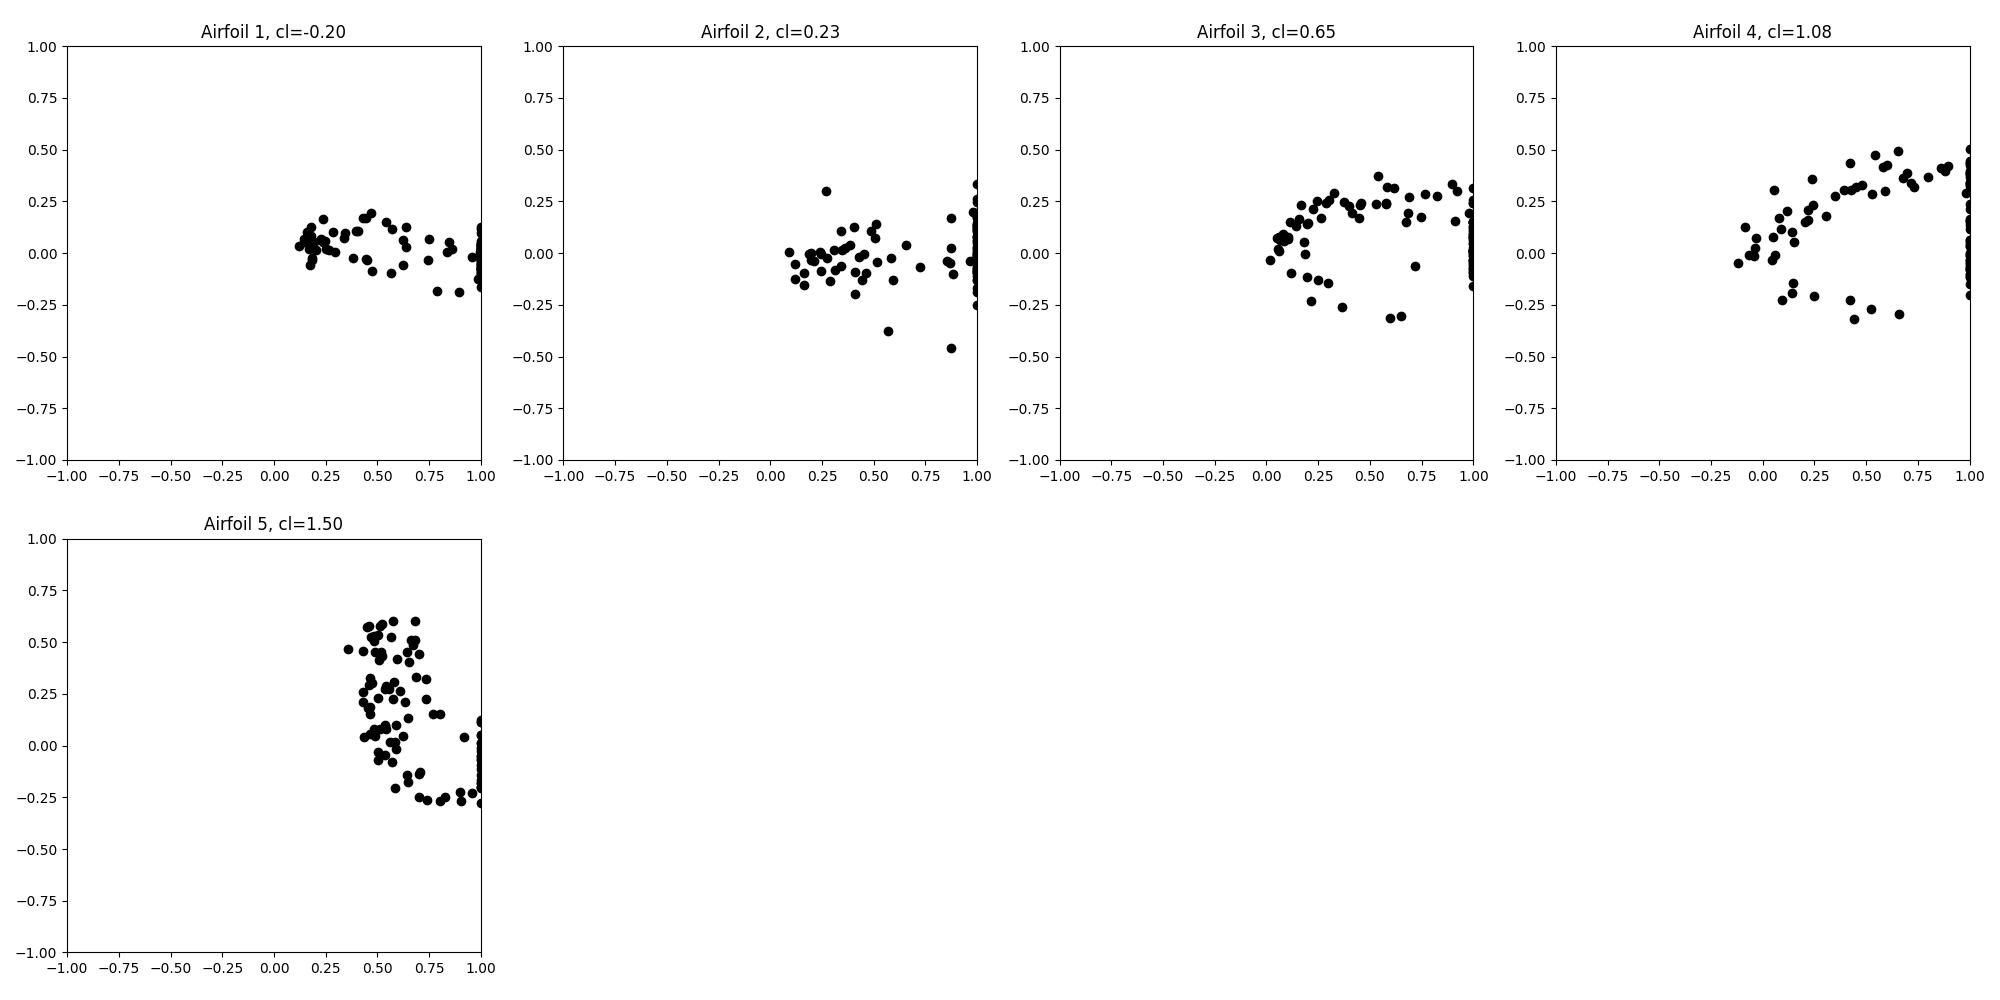 Airfoil 1, cl=-0.20
Airfoil 2, cl=0.23
Airfoil 3, cl=0.65
Airfoil 4, cl=1.08
1.00 1.00 1.00 1.00
0.75 0.75 0.75 0.75
0.50 0.50 0.50 0.50
0.25 0.25 0.25 0.25
0.00 0.00 0.00 0.00
−0.25 −0.25 −0.25 −0.25
−0.50 −0.50 −0.50 −0.50
−0.75 −0.75 −0.75 −0.75
−1.00 −1.00 −1.00 −1.00
−1.00 −0.75 −0.50 −0.25 0.00 0.25 0.50 0.75 1.00
−1.00 −0.75 −0.50 −0.25 0.00 0.25 0.50 0.75 1.00
−1.00 −0.75 −0.50 −0.25 0.00 0.25 0.50 0.75 1.00
−1.00 −0.75 −0.50 −0.25 0.00 0.25 0.50 0.75 1.00
Airfoil 5, cl=1.50
1.00
0.75
0.50
0.25
0.00
−0.25
−0.50
−0.75
−1.00
−1.00 −0.75 −0.50 −0.25 0.00 0.25 0.50 0.75 1.00